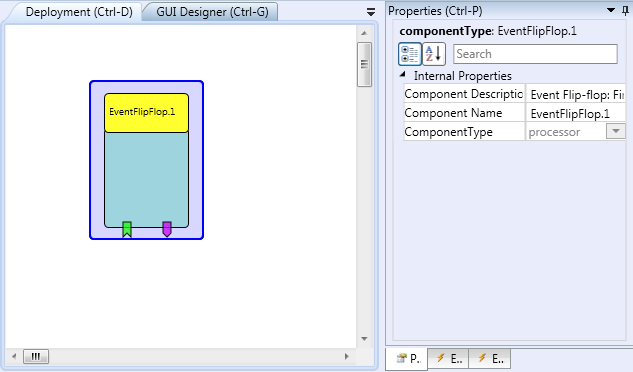 Deployment (Ctrl-D)
GUI Designer (Ctrl-G)
EventFlipFlop.1
Properties (Ctrl-P)
componentType: EventFlipFlop.1
A
Z
Search
Internal Properties
Component Descriptio Event Flip-flop: Fi
Component Name EventFlipFlop.1
ComponentType processor
P.. E.. E..